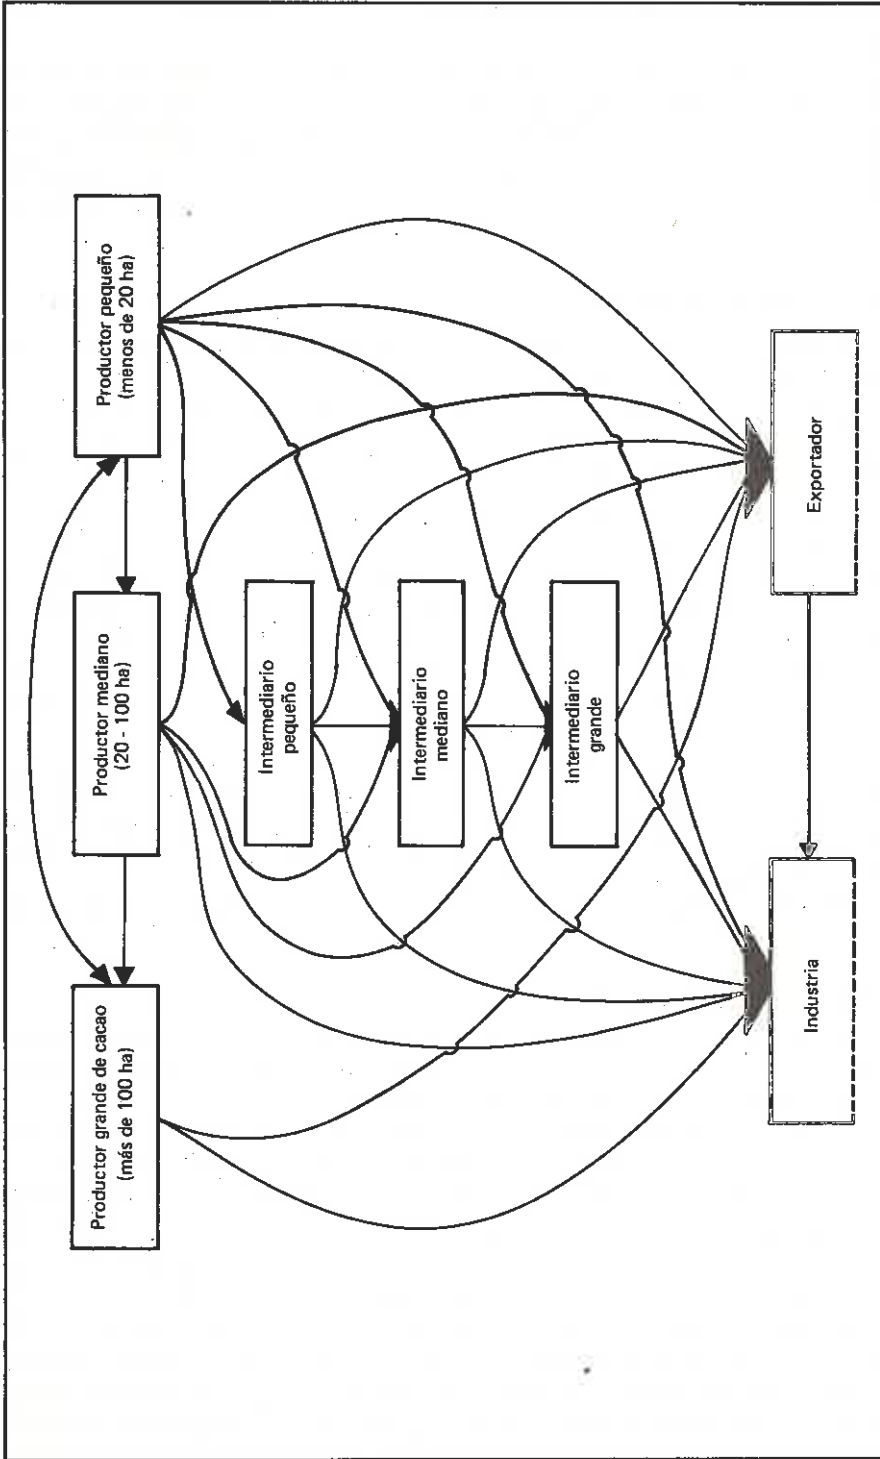 Productor grande de cacao
(más de 100 ha)
Productor mediano
(20 - 100 ha)
Productor pequeño
(menos de 20 ha)
Intermediario
pequeño
Intermediario
mediano
Intermediario
grande
Industria
Exportador